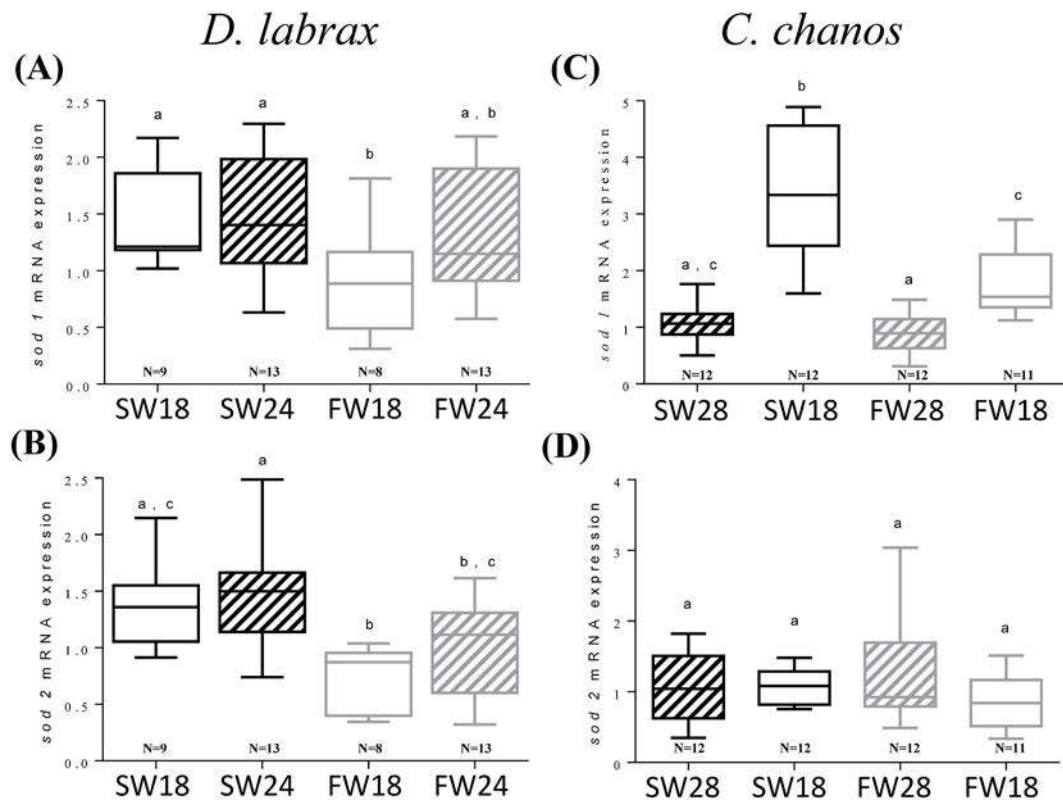 D. labrax
C. chanos
(A)
sod 1 mRNA expression
2.5
2.0
1.5
1.0
0.5
0.0
a
a
b
a , b
N=9
N=13
N=8
N=13
SW18
SW24
FW18
FW24
(C)
sod 1 mRNA expression
5
4
3
2
1
0
a , c
b
a
c
N=12
N=12
N=12
N=11
SW28
SW18
FW28
FW18
(B)
sod 2 mRNA expression
2.5
2.0
1.5
1.0
0.5
0.0
a , c
a
b
b , c
N=9
N=13
N=8
N=13
SW18
SW24
FW18
FW24
(D)
sod 2 mRNA expression
4
3
2
1
0
a
a
a
a
N=12
N=12
N=12
N=11
SW28
SW18
FW28
FW18